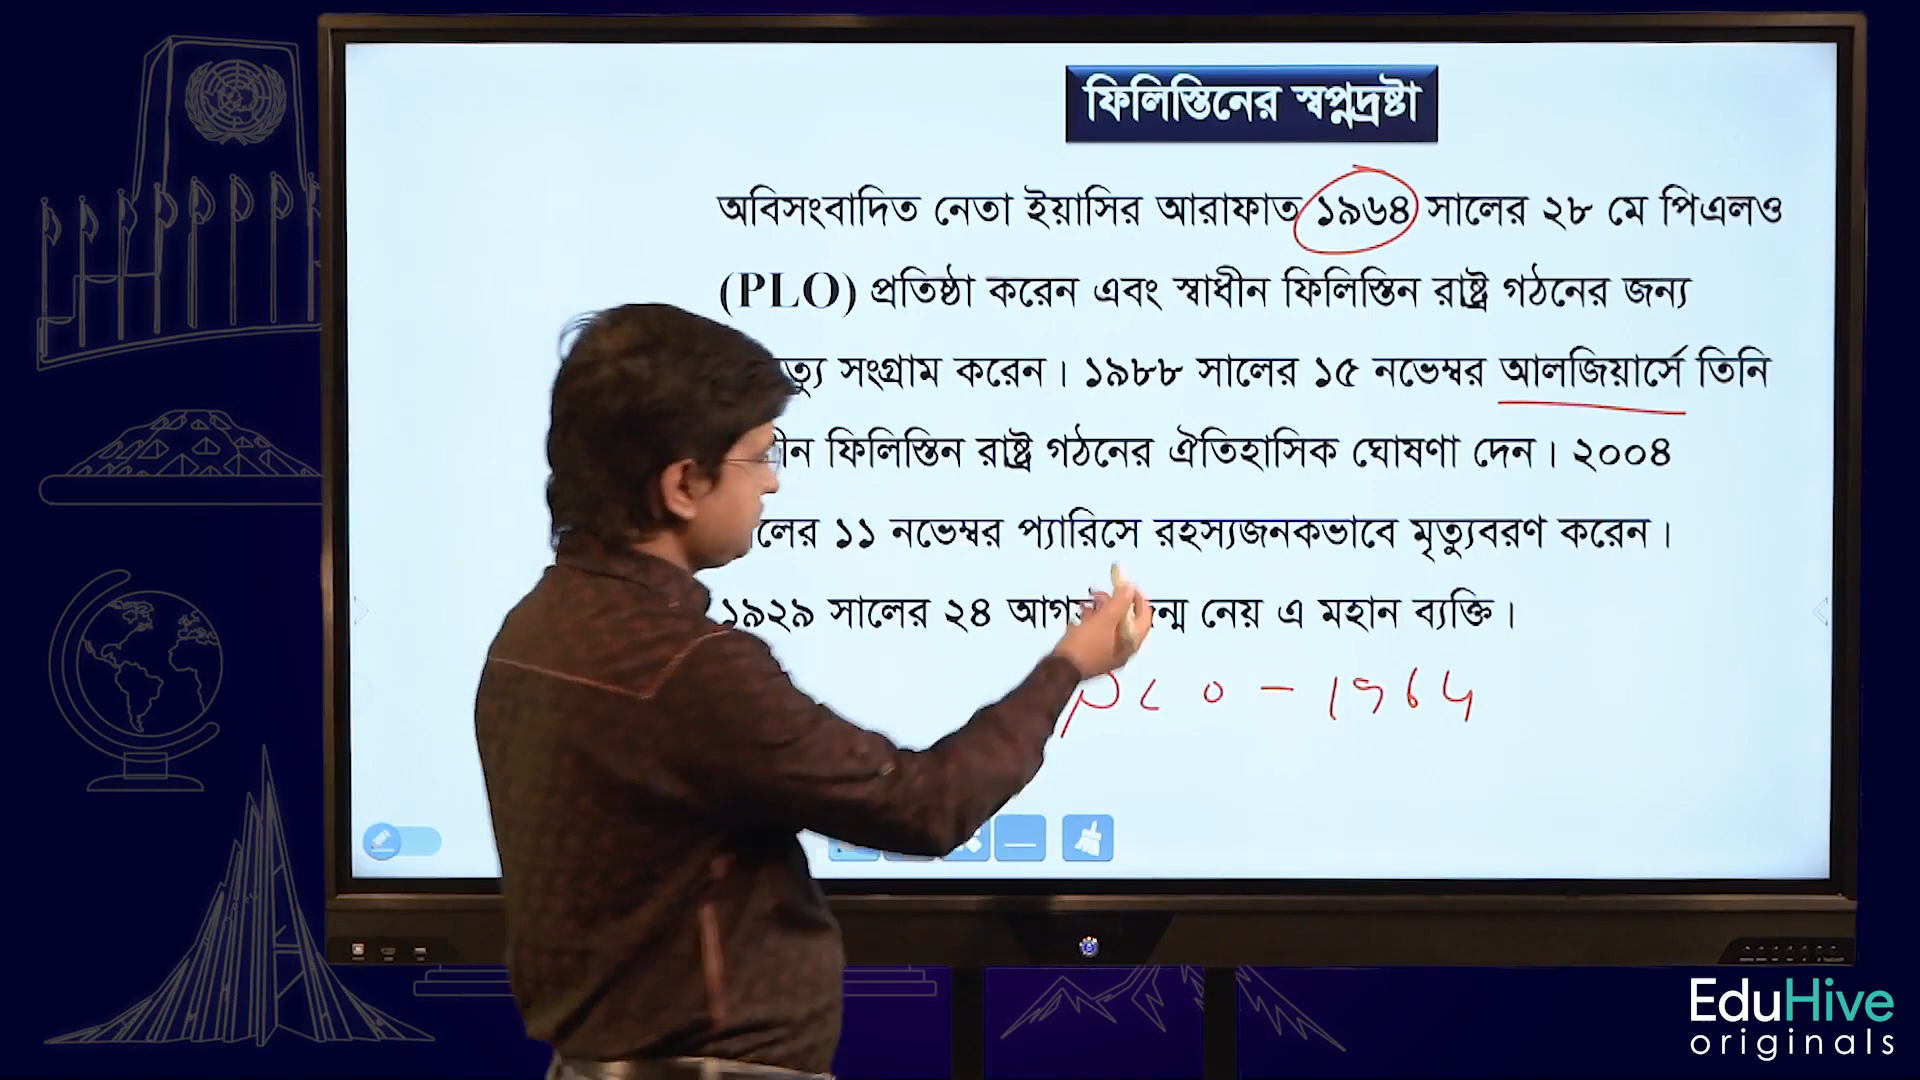 ফিলিস্তিনের স্বপ্নদ্রষ্টা
অবিসংবাদিত নেতা ইয়াসির আরাফাত ১৯৬৪ সালের ২৮ মে পিএলও
(PLO) প্রতিষ্ঠা করেন এবং স্বাধীন ফিলিস্তিন রাষ্ট্র গঠনের জন্য
সংগ্রাম করেন। ১৯৮৮ সালের ১৫ নভেম্বর আলজিয়ার্সে তিনি
ফিলিস্তিন রাষ্ট্র গঠনের ঐতিহাসিক ঘোষণা দেন। ২০০৪
১১ নভেম্বর প্যারিসে রহস্যজনকভাবে মৃত্যুবরণ করেন।
১৯২৯ সালের ২৪ নেয় এ মহান ব্যক্তি।
PLO - 1964
EduHive
originals